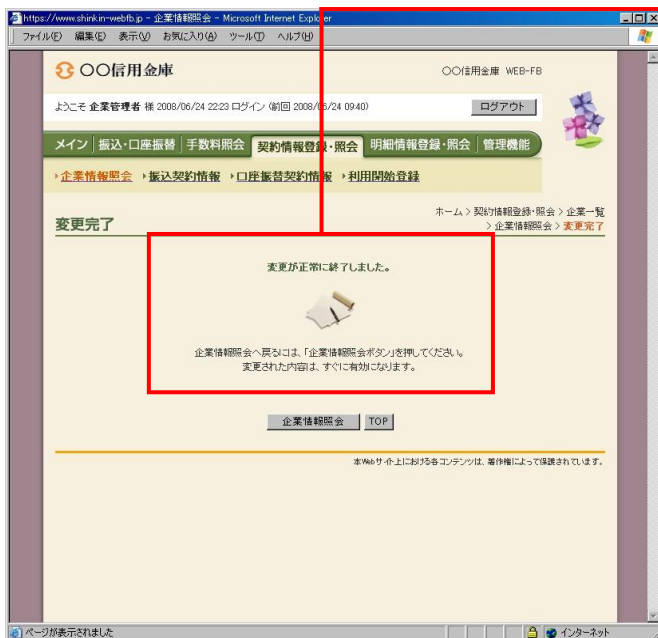 https://www.shinkin-webfb.jp - 企業情報照会 - Microsoft Internet Explorer
ファイル(F) 編集(E) 表示(V) お気に入り(A) ツール(T) ヘルプ(H)
〇〇信用金庫
〇〇信用金庫 WEB-FB
ようこそ 企業管理者 様 2008/06/24 22:23 ログイン (前回 2008/06/24 09:40)
ログアウト
メイン 振込・口座振替 手数料照会 契約情報登録・照会 明細情報登録・照会 管理機能
企業情報照会 振込契約情報 口座振替契約情報 利用開始登録
ホーム > 契約情報登録・照会 > 企業一覧
> 企業情報照会 > 変更完了
変更完了
変更が正常に終了しました。
企業情報照会へ戻るには、「企業情報照会ボタン」を押してください。
変更された内容は、すぐに有効になります。
企業情報照会 TOP
本Webサイト上における各コンテンツは、著作権によって保護されています。
ページが表示されました
インターネット